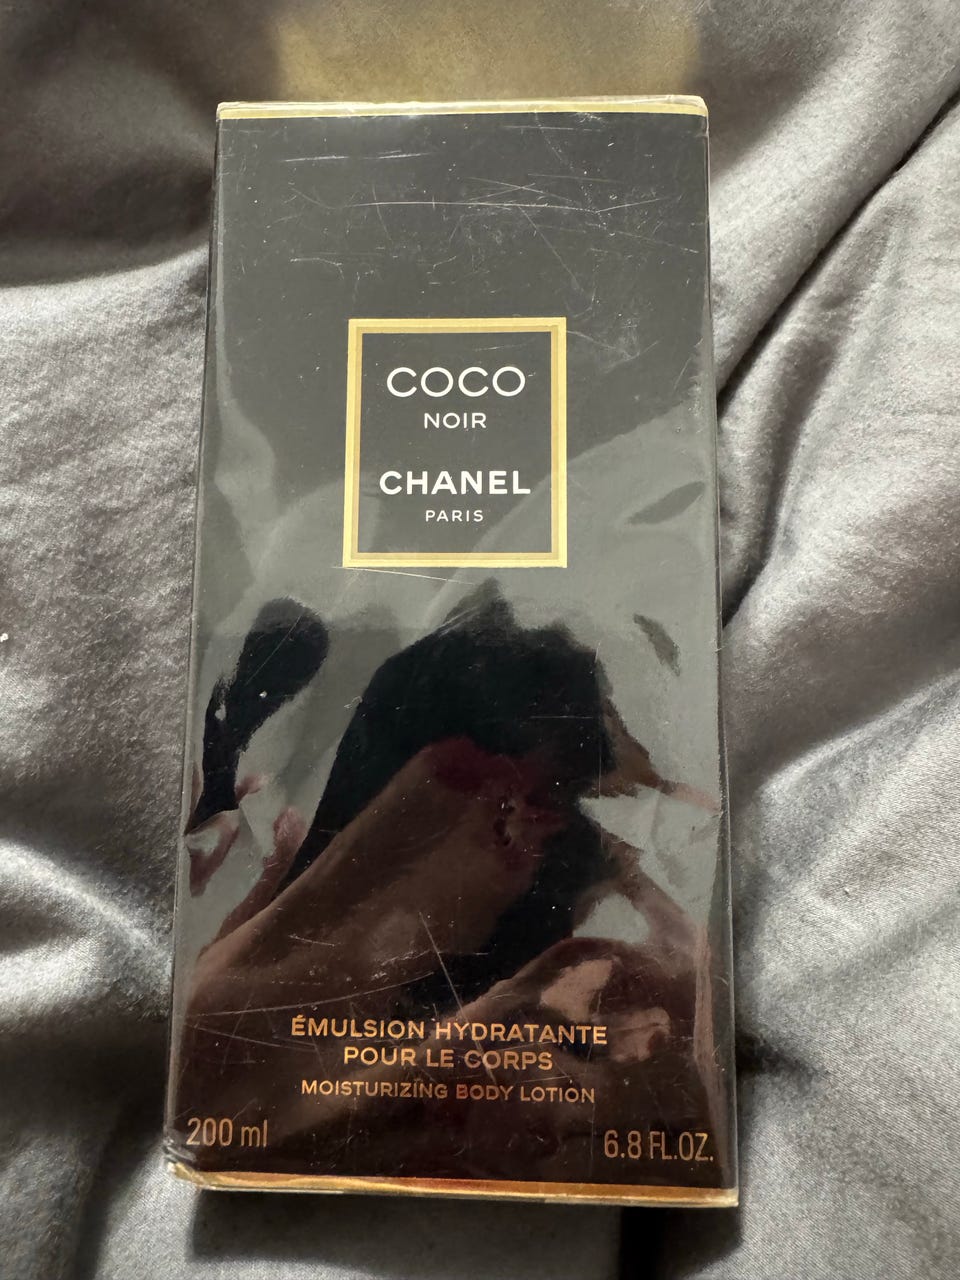 COCO
NOIR
CHANEL
PARIS
ÉMULSION HYDRATANTE
POUR LE CORPS
MOISTURIZING BODY LOTION
200 ml 6.8 FL.OZ.